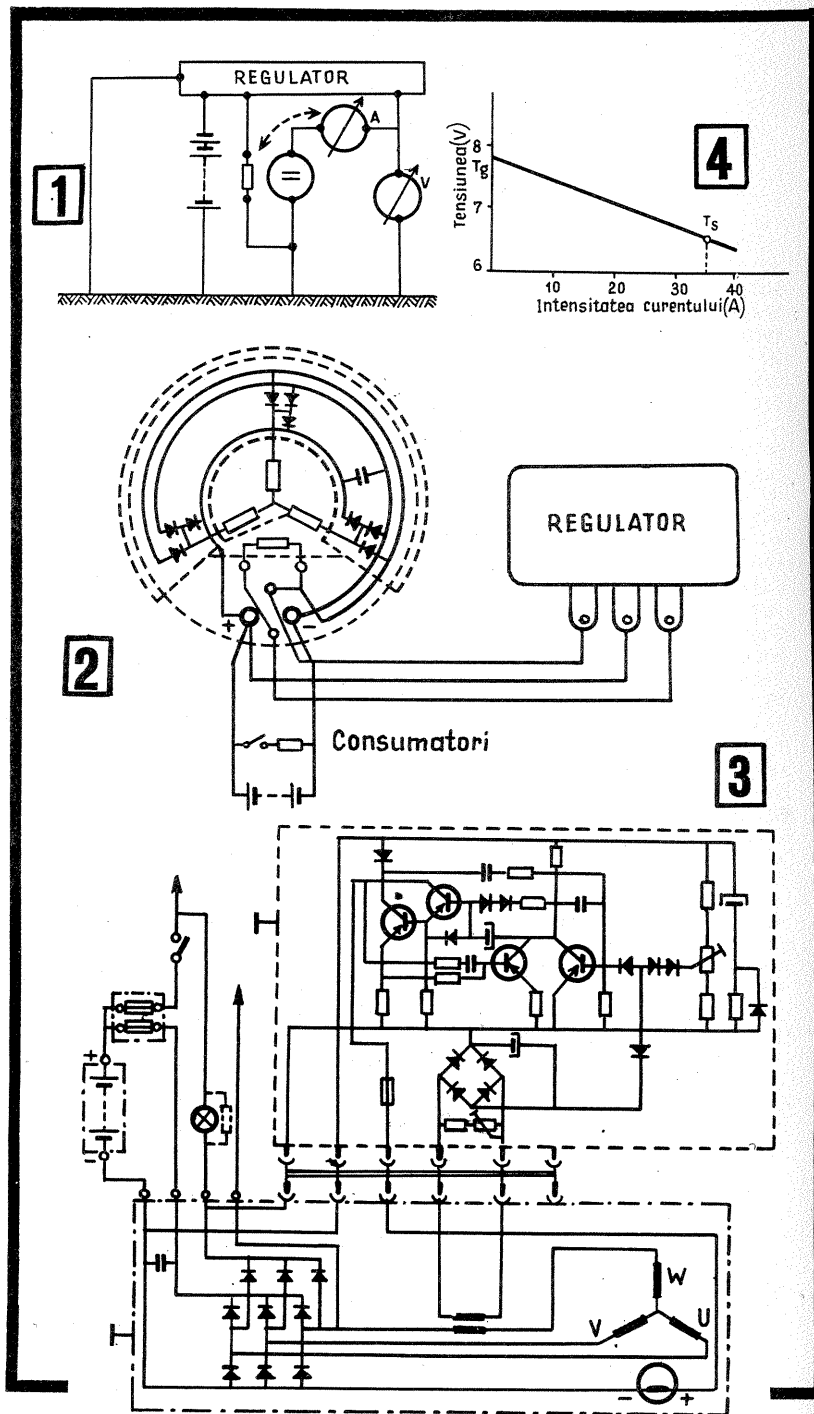 REGULATOR
A
V
1
Tensiunea(V)
8
Tg
7
6
Ts
10 20 30 40
Intensitatea curentului(A)
4
REGULATOR
+ -
2
Consumatori
3
+
-
W
V
U
- +